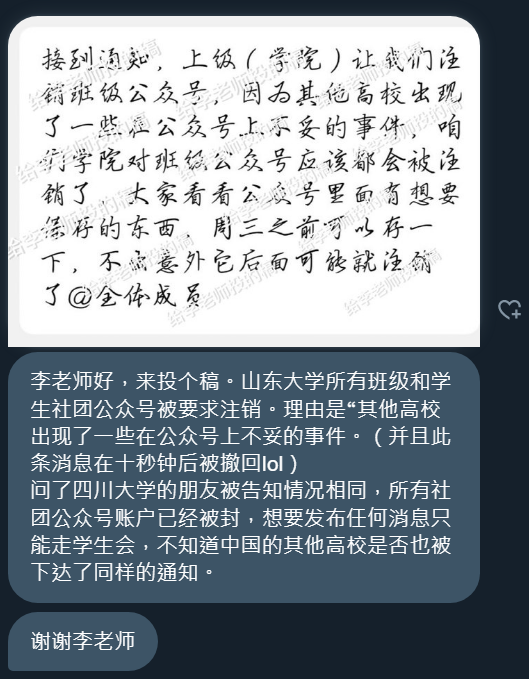 接到通知，上级（学院）让我们注
销班级公众号，因为其他高校出现
了一些在公众号上不妥的事件，咱
们学院对班级公众号应该都会被注
销了，大家看看公众号里面有想要
保存的东西，周三之前可以存一
下，不出意外它后面可能就注销
了@全体成员
李老师好，来投个稿。山东大学所有班级和学
生社团公众号被要求注销。理由是“其他高校
出现了一些在公众号上不妥的事件。（并且此
条消息在十秒钟后被撤回lol）
问了四川大学的朋友被告知情况相同，所有社
团公众号账户已经被封，想要发布任何消息只
能走学生会，不知道中国的其他高校是否也被
下达了同样的通知。
谢谢李老师